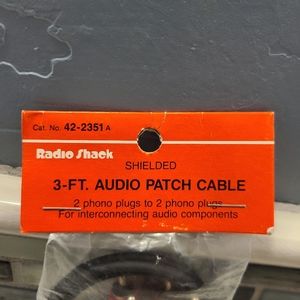 Cat. No. 42-2351 A
Radio Shack
SHIELDED
3-FT. AUDIO PATCH CABLE
2 phono plugs to 2 phono plugs
For interconnecting audio components